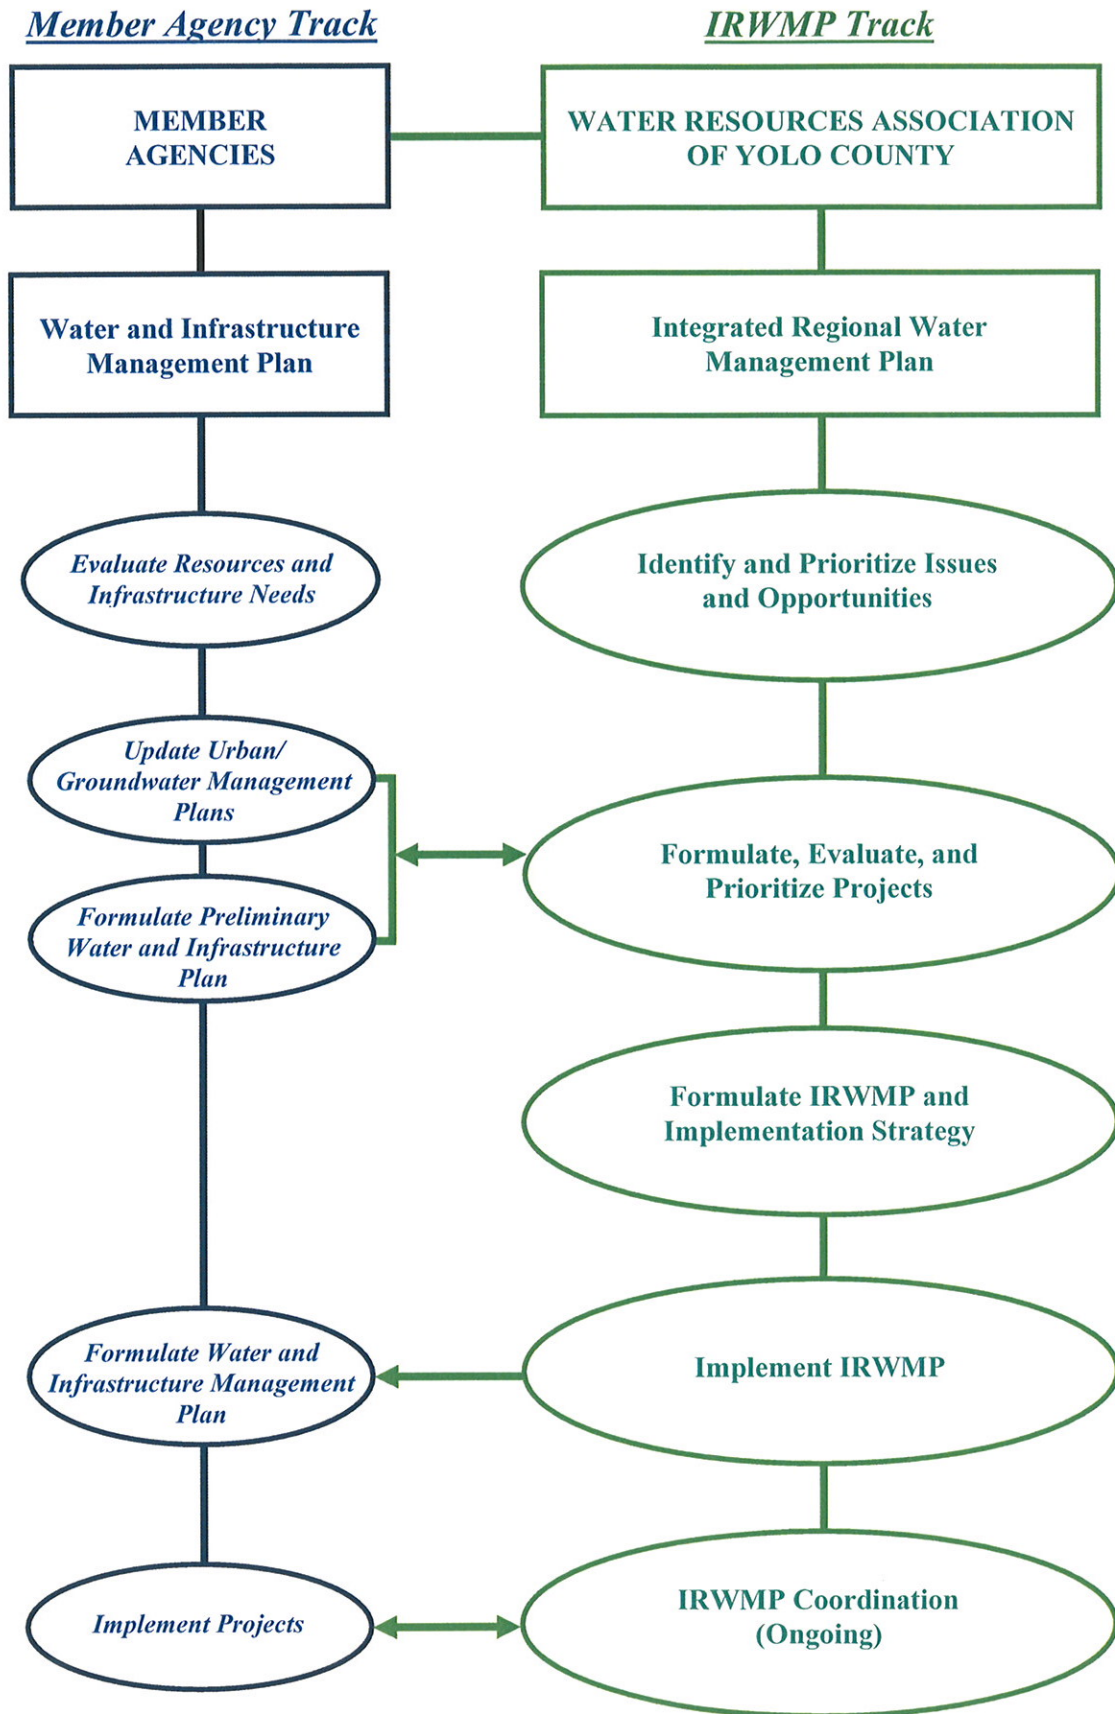 Member Agency Track
IRWMP Track
MEMBER
AGENCIES
WATER RESOURCES ASSOCIATION
OF YOLO COUNTY
Water and Infrastructure
Management Plan
Integrated Regional Water
Management Plan
Evaluate Resources and
Infrastructure Needs
Identify and Prioritize Issues
and Opportunities
Update Urban/
Groundwater Management
Plans
Formulate, Evaluate, and
Prioritize Projects
Formulate Preliminary
Water and Infrastructure
Plan
Formulate IRWMP and
Implementation Strategy
Formulate Water and
Infrastructure Management
Plan
Implement IRWMP
Implement Projects
IRWMP Coordination
(Ongoing)